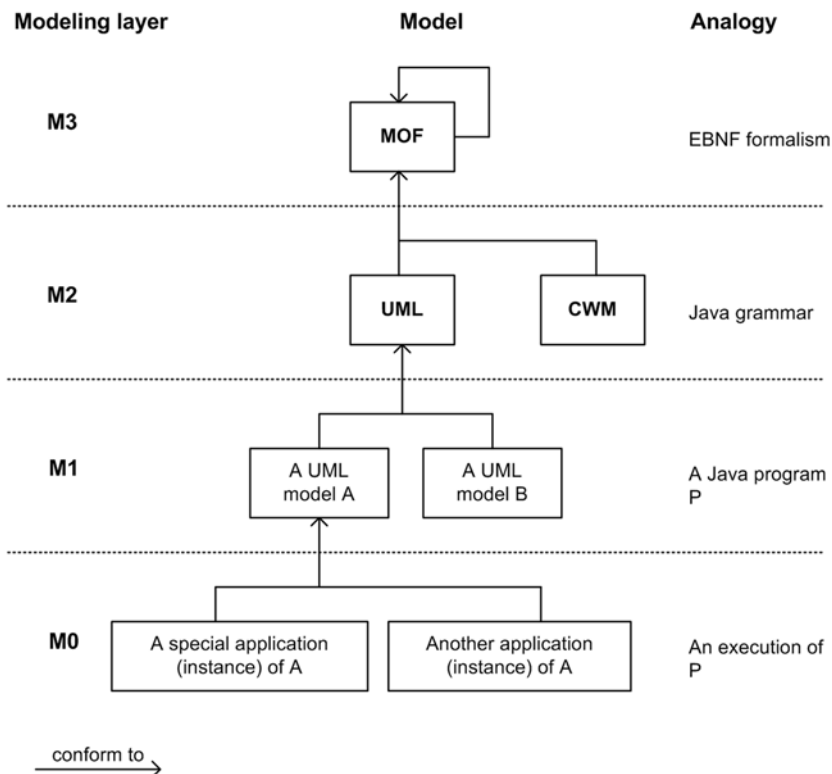 Modeling layer Model Analogy
M3
MOF
EBNF formalism
M2
UML
CWM
Java grammar
M1
A UML
model A
A UML
model B
A Java program
P
M0
A special application
(instance) of A
Another application
(instance) of A
An execution of
P
conform to